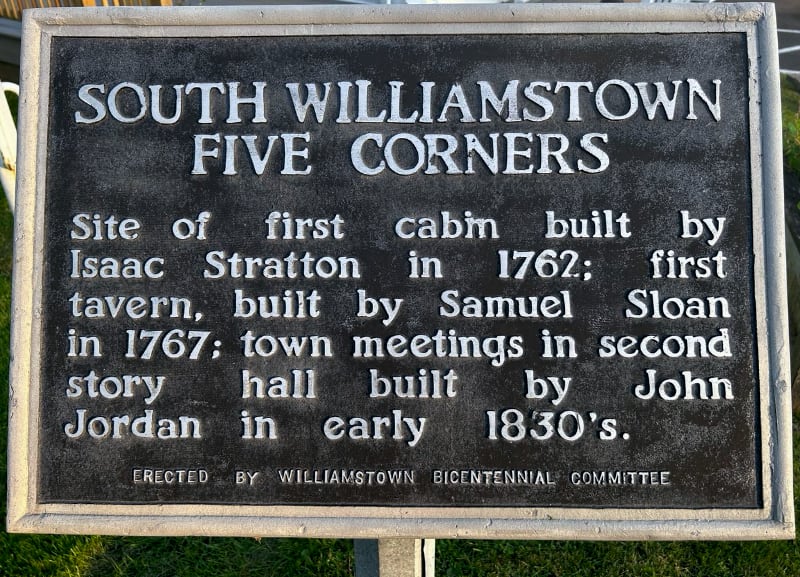 SOUTH WILLIAMSTOWN
FIVE CORNERS
Site of first cabin built by
Isaac Stratton in 1762; first
tavern, built by Samuel Sloan
in 1767; town meetings in second
story hall built by John
Jordan in early 1830's.
ERECTED BY WILLIAMSTOWN BICENTENNIAL COMMITTEE